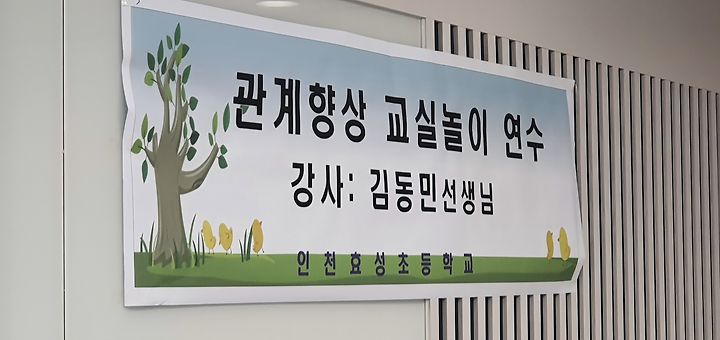 관계향상 교실놀이 연수
강사: 김동민선생님
인천효성초등학교